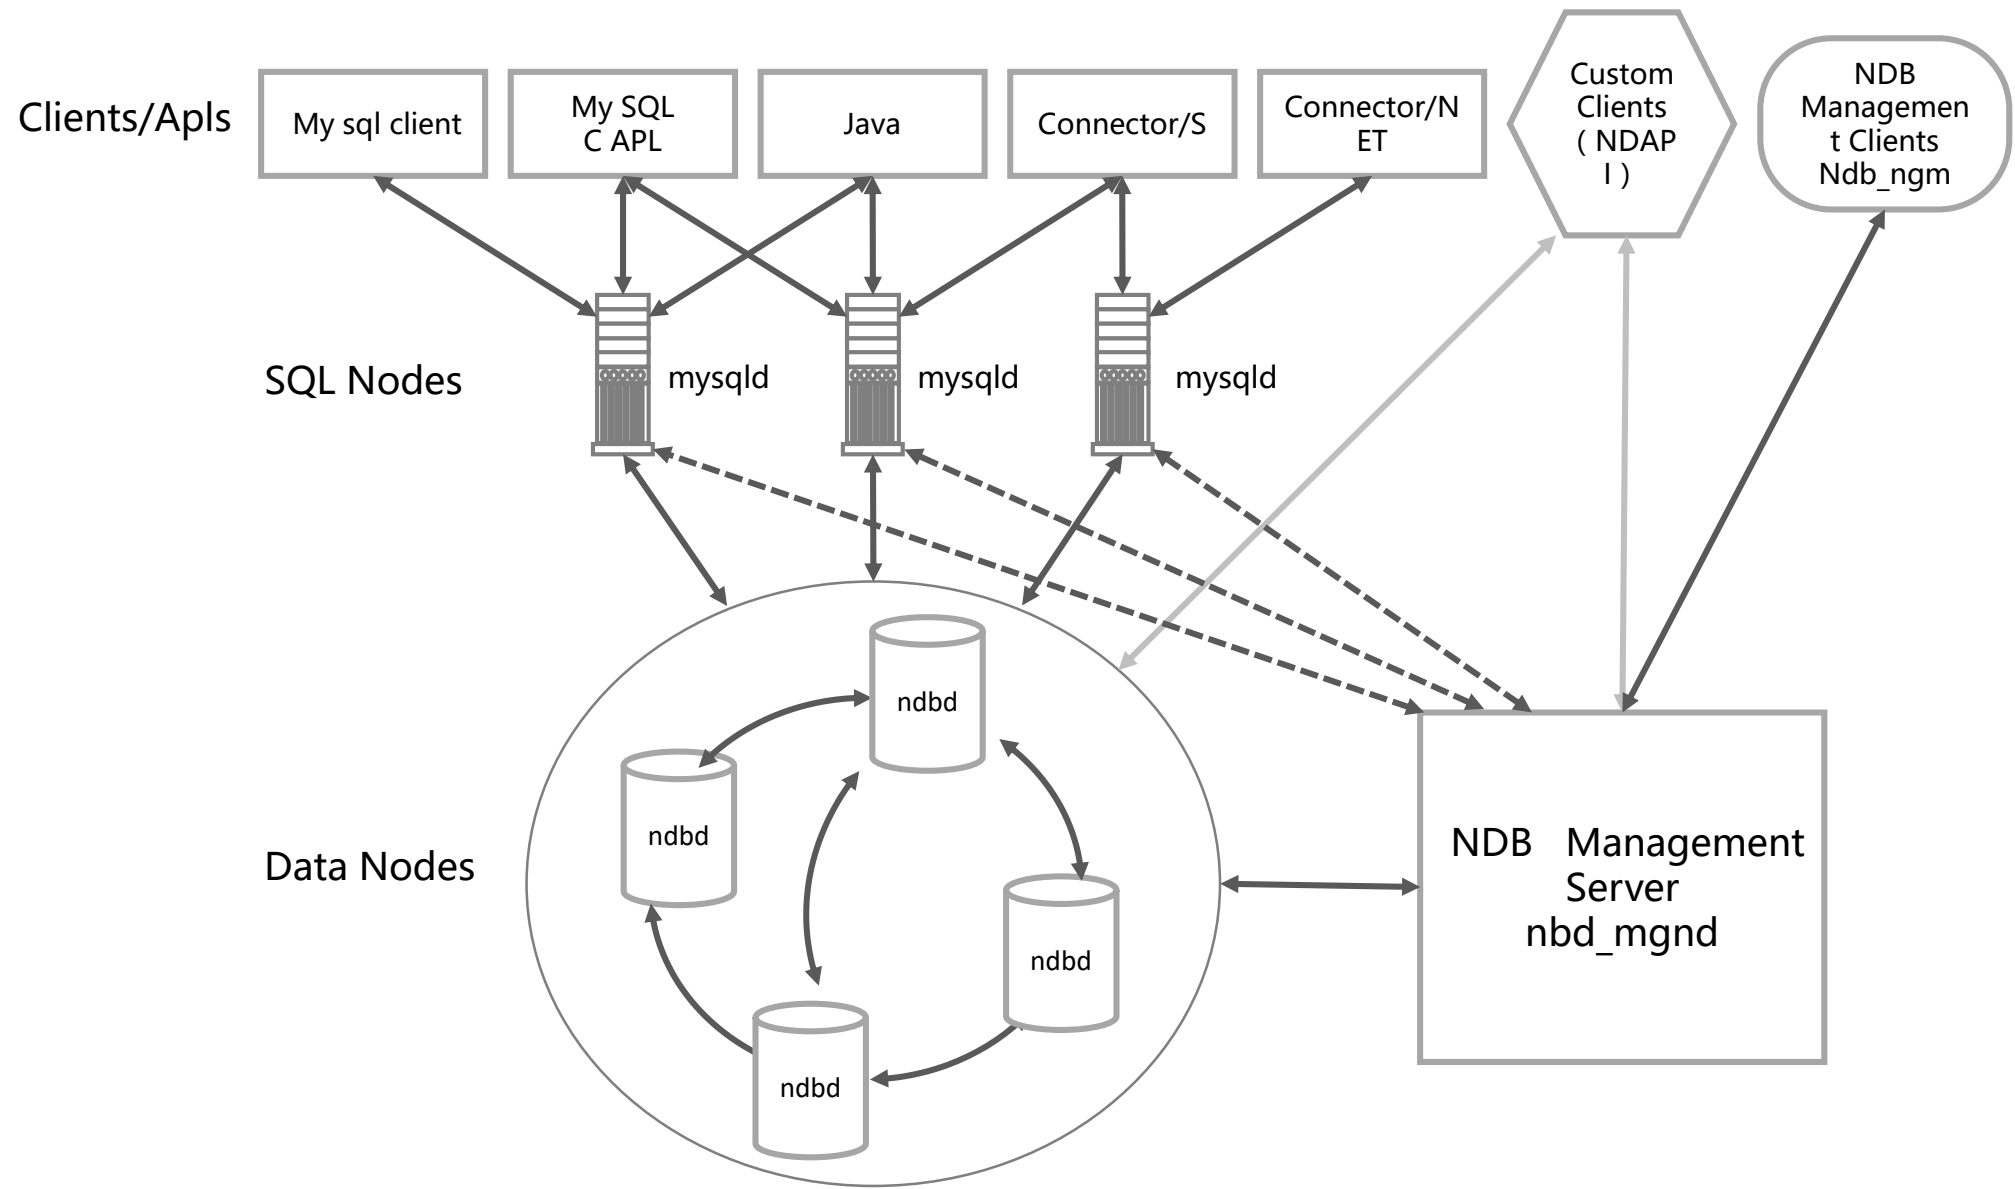 Clients/Apls
My sql client
My SQL
C APL
Java
Connector/S
Connector/N
ET
Custom
Clients
( NDAP
I )
NDB
Managemen
t Clients
Ndb_ngm
SQL Nodes
mysqld
mysqld
mysqld
Data Nodes
ndbd
ndbd
ndbd
ndbd
NDB Management
Server
nbd_mgnd